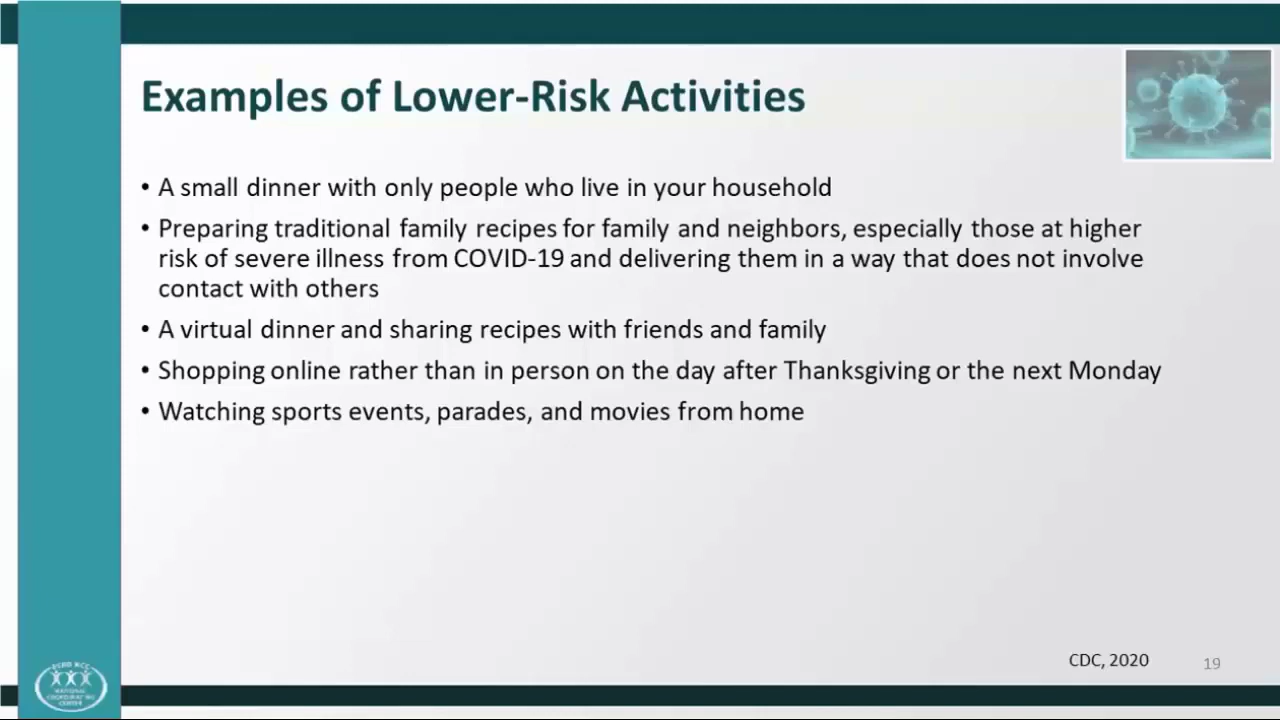 Examples of Lower-Risk Activities
• A small dinner with only people who live in your household
• Preparing traditional family recipes for family and neighbors, especially those at higher
risk of severe illness from COVID-19 and delivering them in a way that does not involve
contact with others
• A virtual dinner and sharing recipes with friends and family
• Shopping online rather than in person on the day after Thanksgiving or the next Monday
• Watching sports events, parades, and movies from home
CDC, 2020
19
NATIONAL
COORDINATING
CENTER